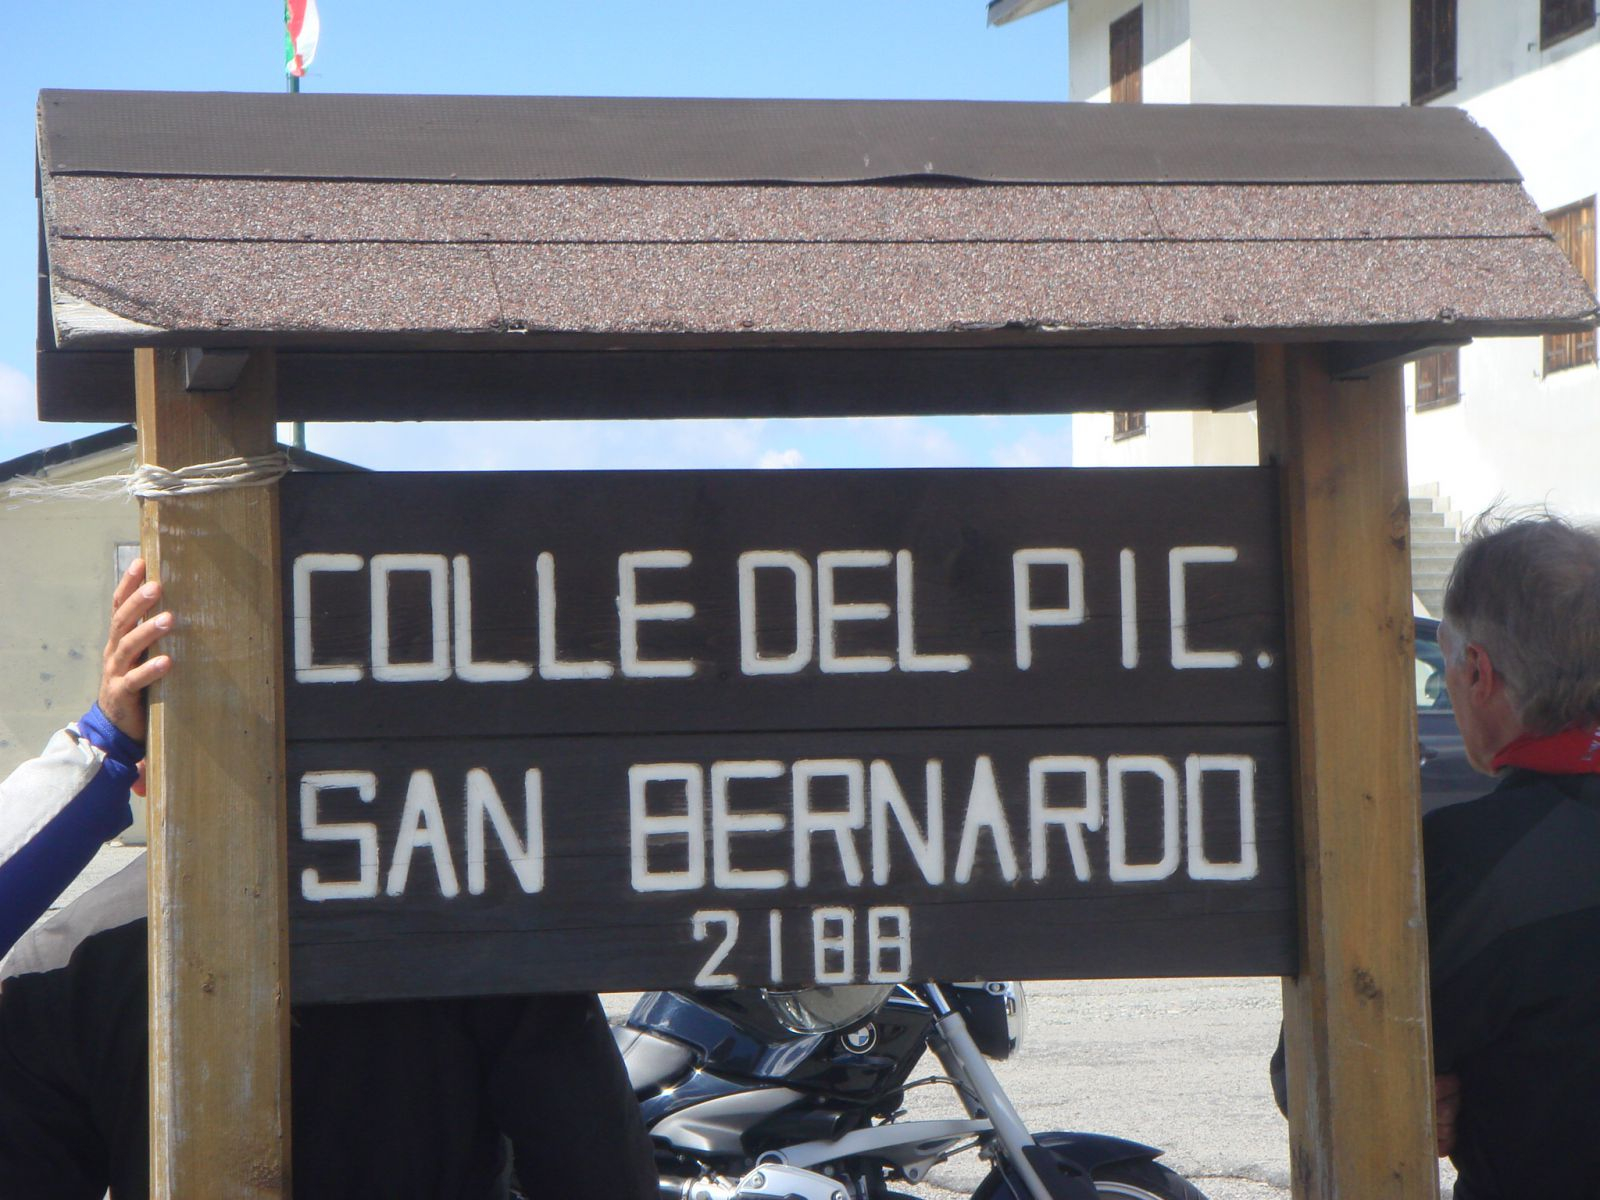 COLLE DEL PIC.
SAN BERNARDO
2188